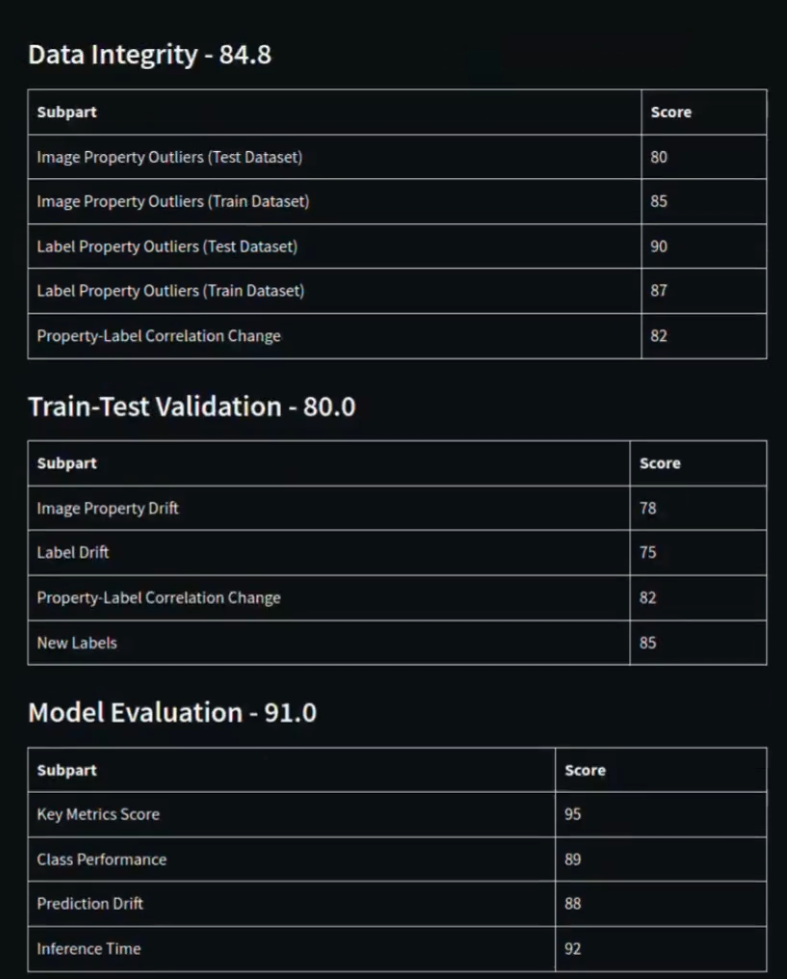 Data Integrity - 84.8
Subpart Score
Image Property Outliers (Test Dataset) 80
Image Property Outliers (Train Dataset) 85
Label Property Outliers (Test Dataset) 90
Label Property Outliers (Train Dataset) 87
Property-Label Correlation Change 82
Train-Test Validation - 80.0
Subpart Score
Image Property Drift 78
Label Drift 75
Property-Label Correlation Change 82
New Labels 85
Model Evaluation - 91.0
Subpart Score
Key Metrics Score 95
Class Performance 89
Prediction Drift 88
Inference Time 92